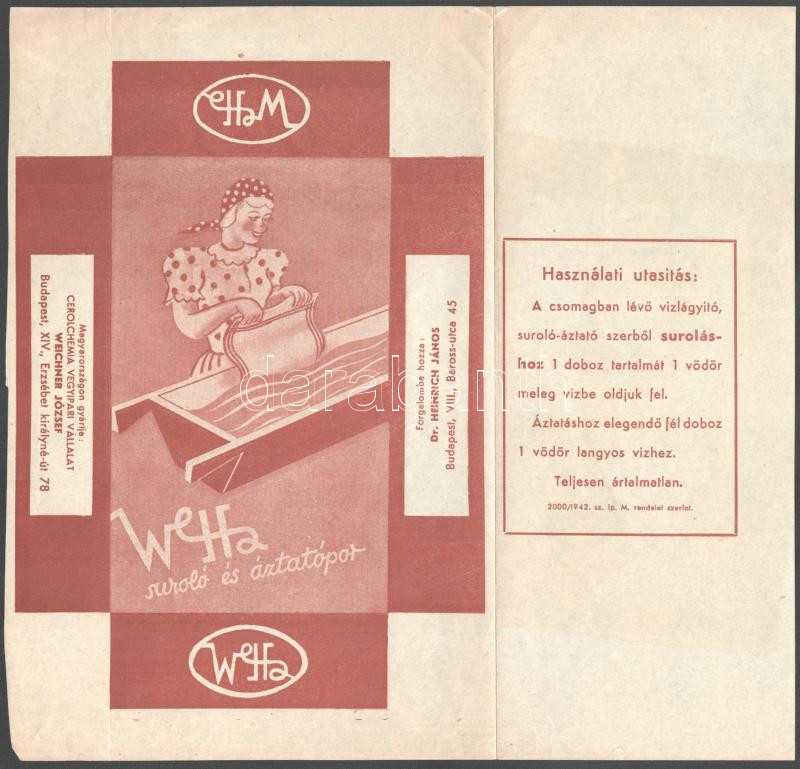 WeHa
Magyarországon gyártja:
CEROLCHEMIA VEGYIPARI VÁLLALAT
WEICHNER JÓZSEF
Budapest, XIV., Erzsébet királyné-út 78
Forgalomba hozza:
Dr. HEINRICH JÁNOS
Budapest, VIII., Baross-utca 45
WeHa
suroló és áztatópor
WeHa
Használati utasitás:
A csomagban lévő vizlágyitó,
suroló-áztató szerből surolás-
hoz 1 doboz tartalmát 1 vödör
meleg vizbe oldjuk fel.
Áztatáshoz elegendő fél doboz
1 vödör langyos vizhez.
Teljesen ártalmatlan.
2000/1942. sz. Ip. M. rendelet szerint.
darabanth